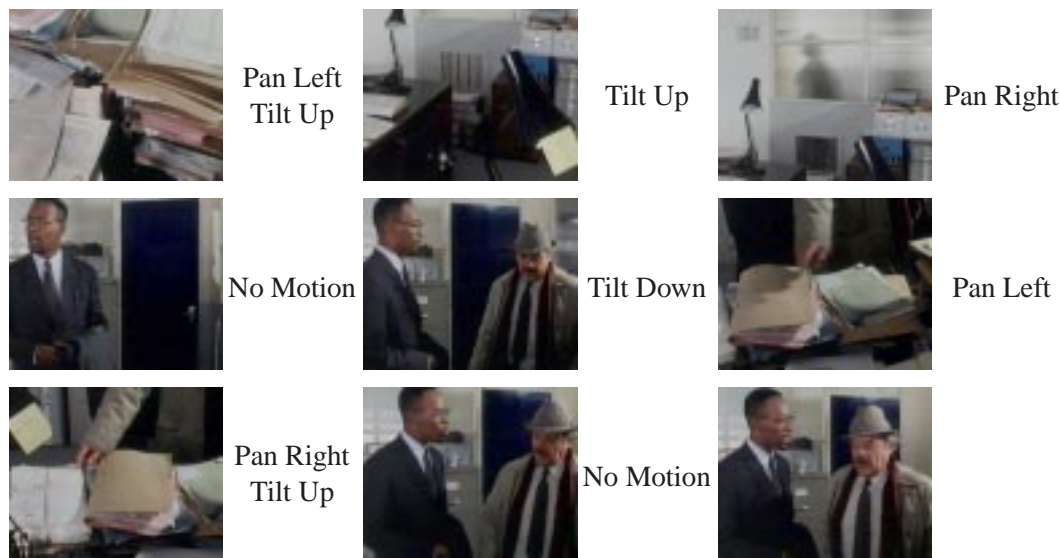 Pan Left
Tilt Up
Tilt Up
Pan Right
No Motion
Tilt Down
Pan Left
Pan Right
Tilt Up
No Motion